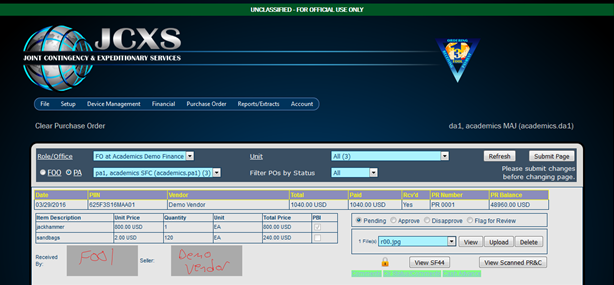 UNCLASSIFIED - FOR OFFICIAL USE ONLY
JCXS
JOINT CONTINGENCY & EXPEDITIONARY SERVICES
ORDERING
3
TOOL
File Setup Device Management Financial Purchase Order Reports/Extracts Account
Clear Purchase Order da1, academics MAJ (academics.da1)
Role/Office FO at Academics Demo Finance Unit All (3) Refresh Submit Page
FOO PA pa1, academics SFC (academics.pa1) (3) Filter POs by Status All Please submit changes
before changing page.
Date PIIN Vendor Total Paid Rcv'd PR Number PR Balance
03/29/2016 625F3S16MAA01 Demo Vendor 1040.00 USD 1040.00 USD Yes PR 0001 48960.00 USD
Item Description Unit Price Quantity Unit Total Price PBI
jackhammer 800.00 USD 1 EA 800.00 USD
sandbags 2.00 USD 120 EA 240.00 USD
Pending Approve Disapprove Flag for Review
1 File(s) r00.jpg View Upload Delete
Received
By: FOO1 Seller: Demo
Vendor
View SF44 View Scanned PR&C